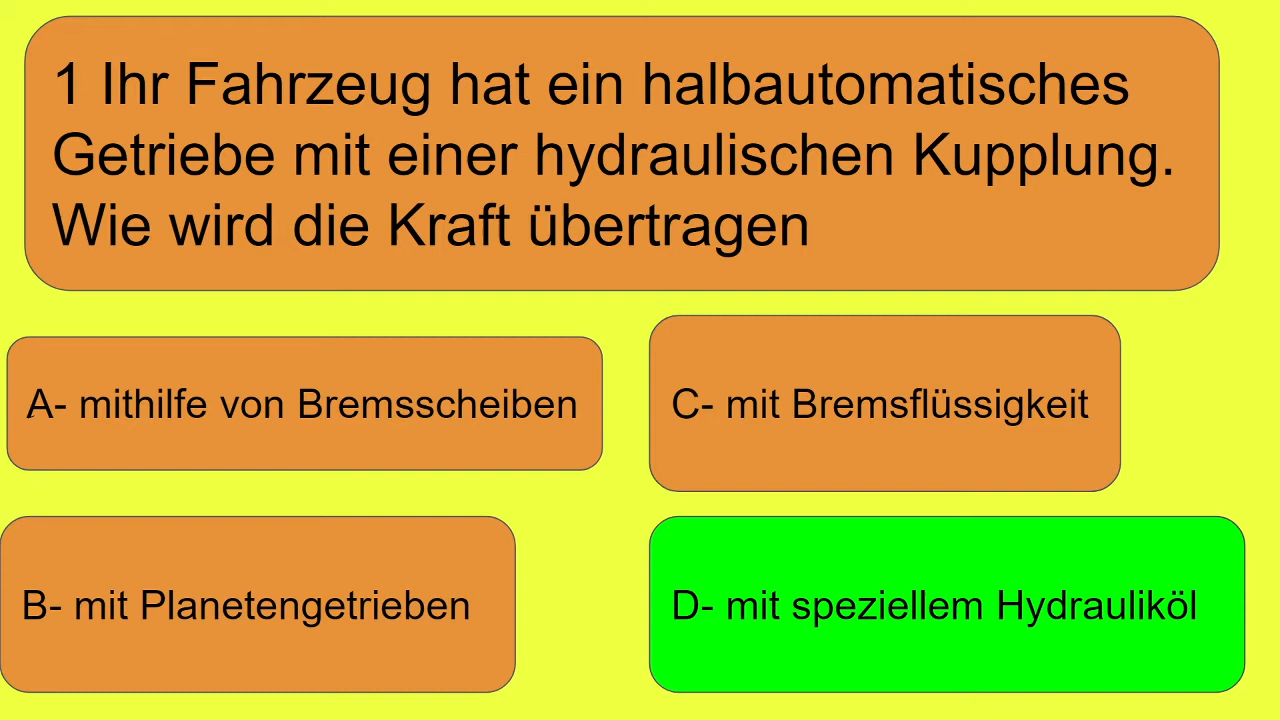 1 Ihr Fahrzeug hat ein halbautomatisches
Getriebe mit einer hydraulischen Kupplung.
Wie wird die Kraft übertragen
A- mithilfe von Bremsscheiben
C- mit Bremsflüssigkeit
B- mit Planetengetrieben
D- mit speziellem Hydrauliköl